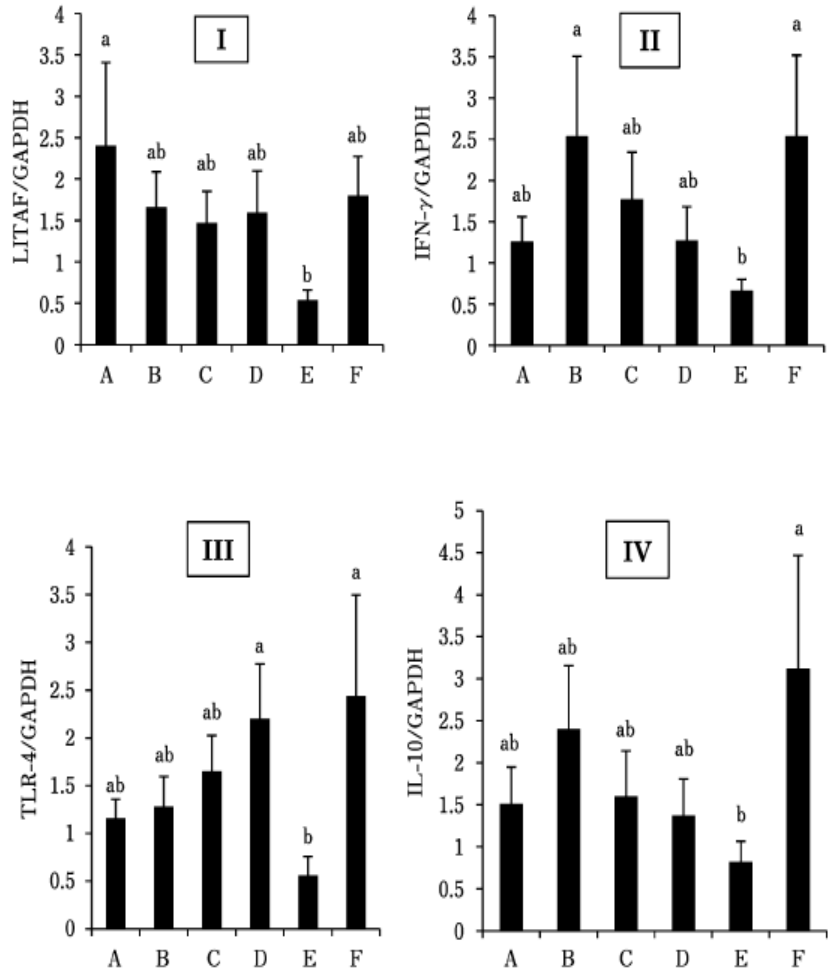 I
LITAF/GAPDH
4
3.5
3
2.5
2
1.5
1
0.5
0
a
ab
ab
ab
b
ab
A B C D E F
II
IFN-γ/GAPDH
4
3.5
3
2.5
2
1.5
1
0.5
0
ab
a
ab
ab
b
a
A B C D E F
III
TLR-4/GAPDH
4
3.5
3
2.5
2
1.5
1
0.5
0
ab
ab
ab
a
b
a
A B C D E F
IV
IL-10/GAPDH
5
4.5
4
3.5
3
2.5
2
1.5
1
0.5
0
ab
ab
ab
ab
b
a
A B C D E F